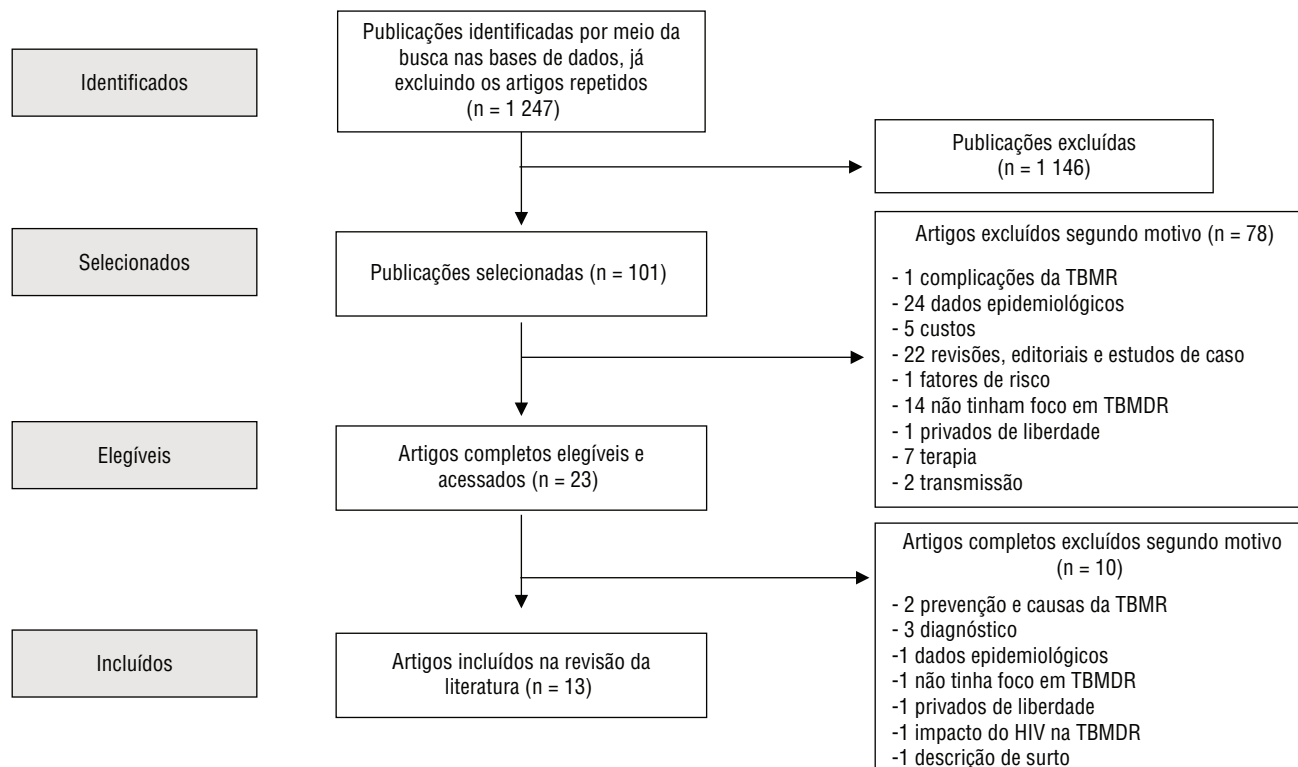 Identificados
Publicações identificadas por meio da
busca nas bases de dados, já
excluindo os artigos repetidos
(n = 1 247)
Publicações excluídas
(n = 1 146)
Selecionados
Publicações selecionadas (n = 101)
Artigos excluídos segundo motivo (n = 78)
- 1 complicações da TBMR
- 24 dados epidemiológicos
- 5 custos
- 22 revisões, editoriais e estudos de caso
- 1 fatores de risco
- 14 não tinham foco em TBMDR
- 1 privados de liberdade
- 7 terapia
- 2 transmissão
Elegíveis
Artigos completos elegíveis e
acessados (n = 23)
Artigos completos excluídos segundo motivo
(n = 10)
- 2 prevenção e causas da TBMR
- 3 diagnóstico
-1 dados epidemiológicos
-1 não tinha foco em TBMDR
-1 privados de liberdade
-1 impacto do HIV na TBMDR
-1 descrição de surto
Incluídos
Artigos incluídos na revisão da
literatura (n = 13)